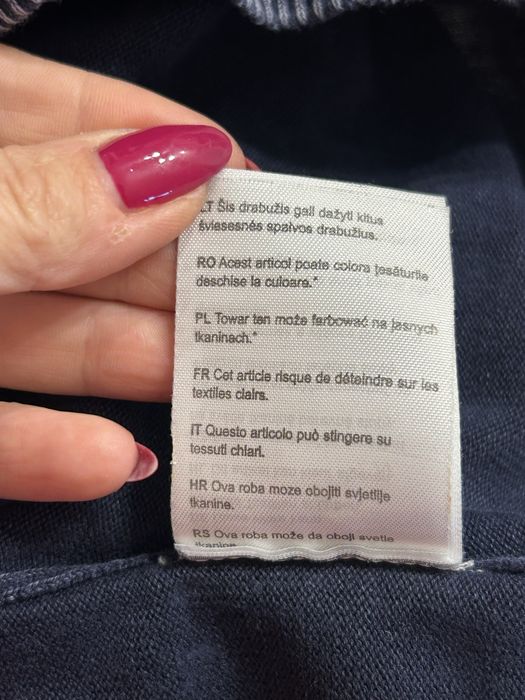 LT Šis drabužis gali dažyti kitus
šviesesnės spalvos drabužius.
RO Acest articol poate colora ţesăturile
deschise la culoare.*
PL Towar ten może farbować na jasnych
tkaninach.*
FR Cet article risque de déteindre sur les
textiles clairs.
IT Questo articolo può stingere su
tessuti chiari.
HR Ova roba moze obojiti svjetlije
tkanine.
RS Ova roba može da oboji svetle
tkanine